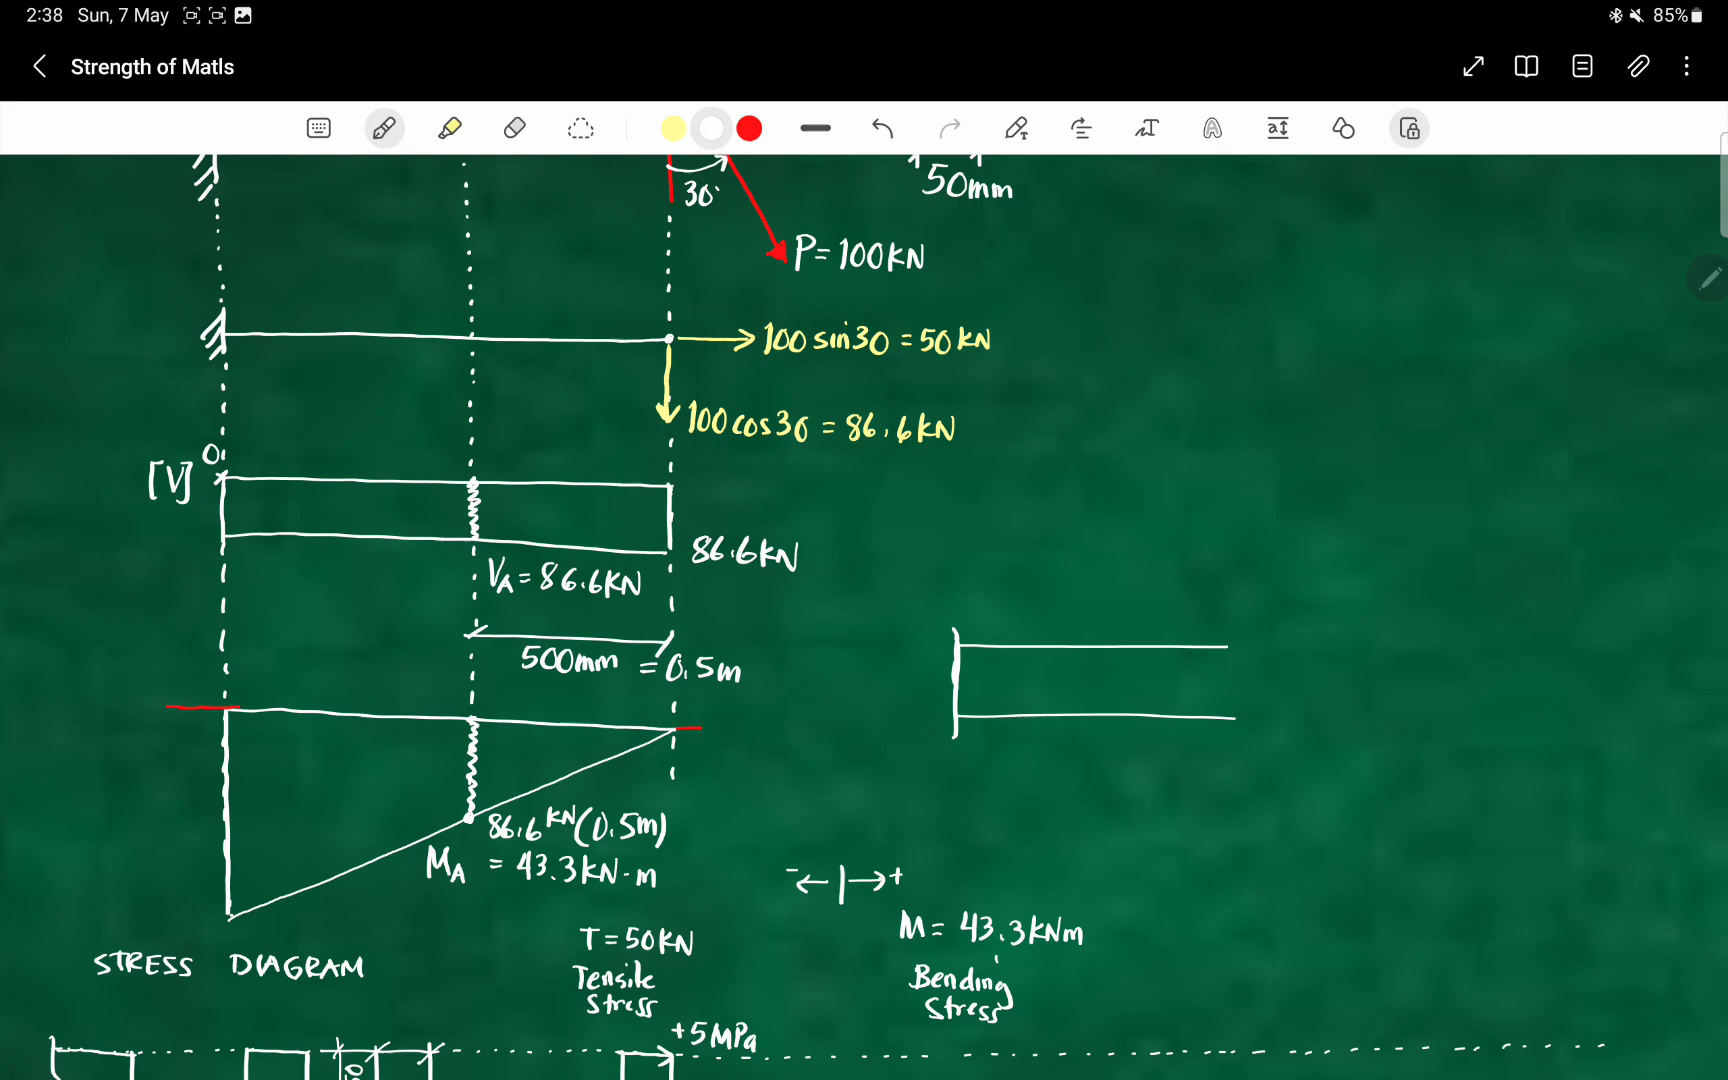 2:38 Sun, 7 May
85%
Strength of Matls
30°
50mm
P = 100KN
100 sin30 = 50 KN
100 cos30 = 86.6KN
0
[V]
86.6KN
VA = 86.6KN
500mm = 0.5m
86.6KN(0.5m)
MA = 43.3KN·m
- +
M = 43.3KNm
T = 50KN
STRESS DIAGRAM
Tensile
Stress
Bending
Stress
+5MPa